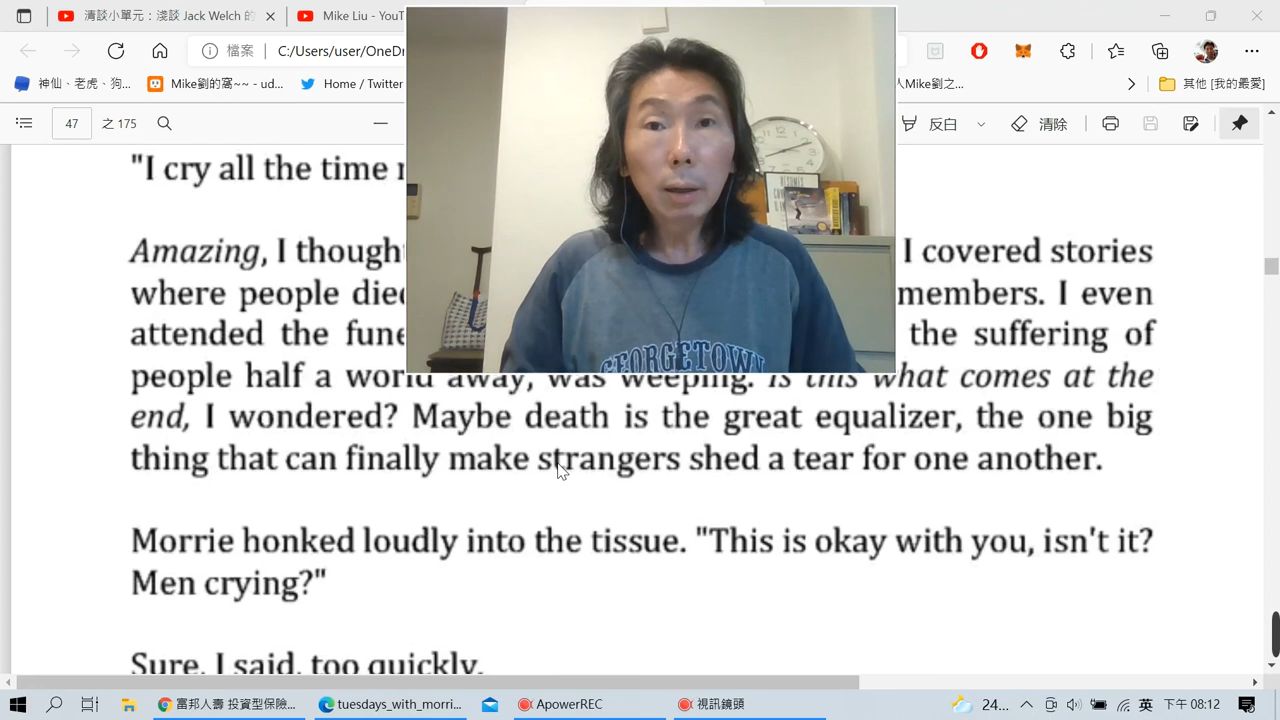 清談小單元：淺談 Jack Welch 的
Mike Liu - YouT
檔案
C:/Users/user/OneDr
神仙、老虎、狗...
Mike劉的窩~~ - ud...
Home / Twitter
人Mike劉之...
其他 [我的最愛]
47 之 175
反白
清除
"I cry all the time
Amazing, I though
I covered stories
where people died
members. I even
attended the fune
the suffering of
people half a world away, was weeping. Is this what comes at the
end, I wondered? Maybe death is the great equalizer, the one big
thing that can finally make strangers shed a tear for one another.
Morrie honked loudly into the tissue. "This is okay with you, isn't it?
Men crying?"
Sure, I said, too quickly.
GEORGETOWN
富邦人壽 投資型保險...
tuesdays_with_morri...
ApowerREC
視訊鏡頭
24...
英
下午 08:12